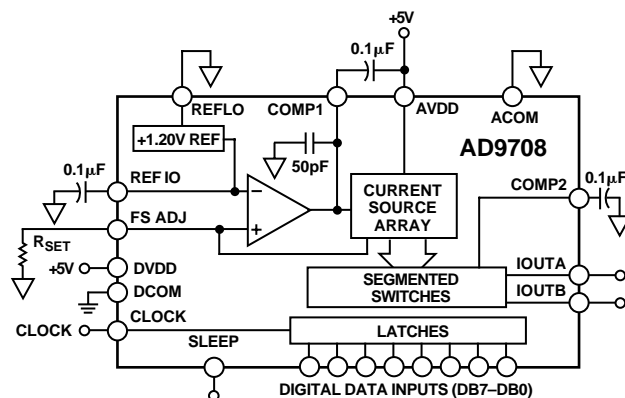 +5V
0.1μF
REFLO
COMP1
AVDD
ACOM
+1.20V REF
50pF
AD9708
0.1μF
REF IO
COMP2
0.1μF
CURRENT
SOURCE
ARRAY
–
+
FS ADJ
RSET
+5V
DVDD
DCOM
SEGMENTED
SWITCHES
IOUTA
IOUTB
CLOCK
CLOCK
LATCHES
SLEEP
DIGITAL DATA INPUTS (DB7–DB0)